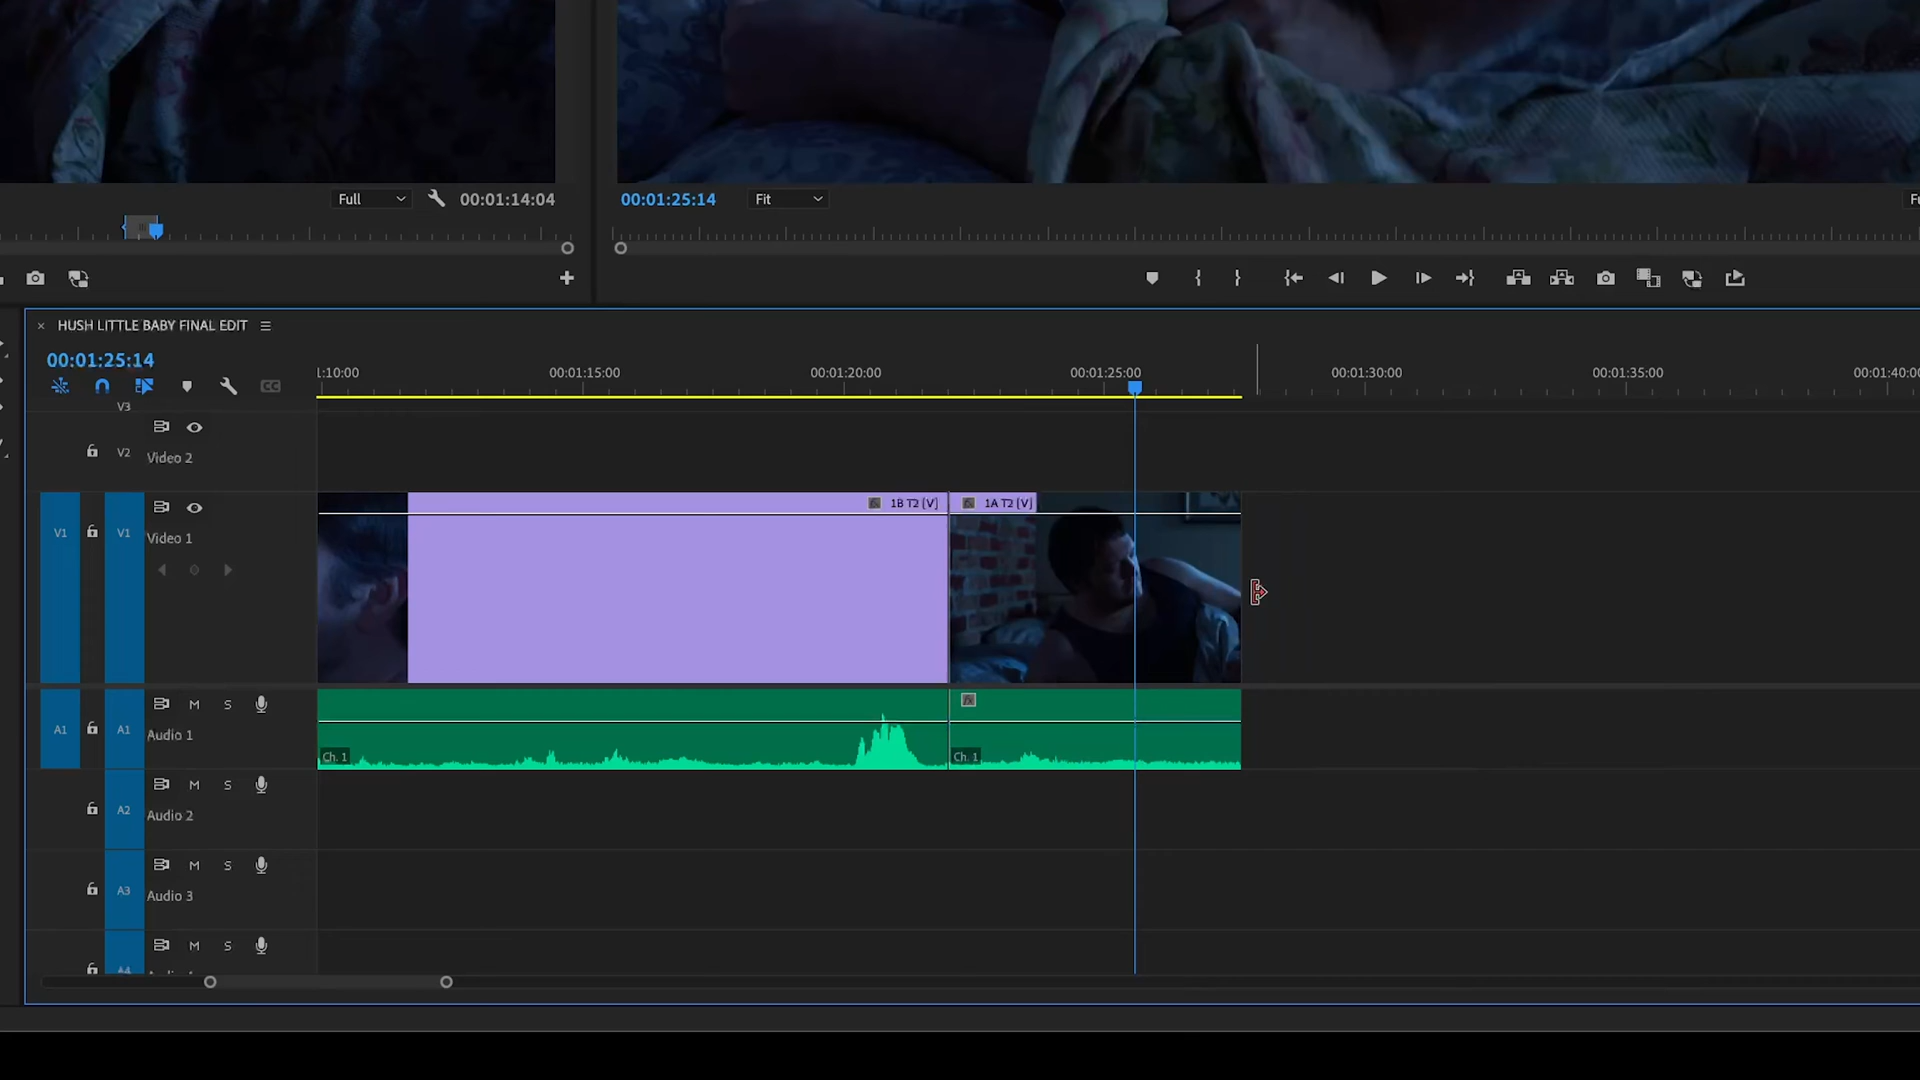 Full
00:01:14:04
00:01:25:14
Fit
HUSH LITTLE BABY FINAL EDIT
00:01:25:14
:10:00
00:01:15:00
00:01:20:00
00:01:25:00
00:01:30:00
00:01:35:00
00:01:40:00
CC
V3
V2
Video 2
V1
V1
Video 1
1B T2 [V]
1A T2 [V]
A1
A1
M
S
Audio 1
Ch. 1
Ch. 1
A2
M
S
Audio 2
A3
M
S
Audio 3
M
S